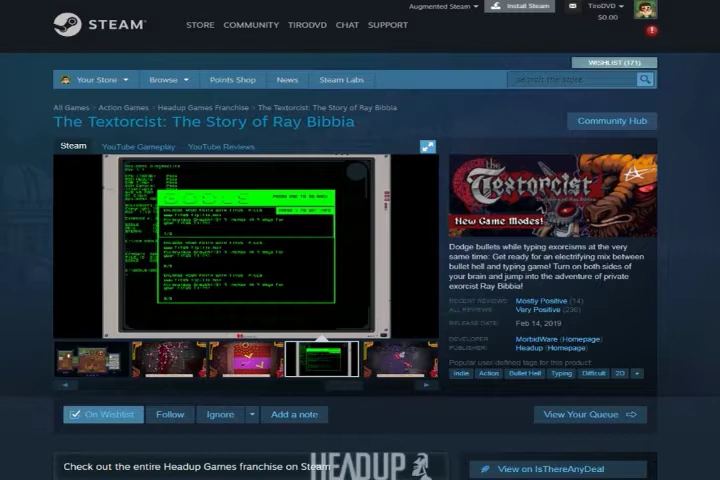 Augmented Steam
Install Steam
TiroDVD
$0.00
STEAM
STORE COMMUNITY TIRODVD CHAT SUPPORT
WISHLIST (171)
Your Store
Browse
Points Shop
News
Steam Labs
search the store
All Games > Action Games > Headup Games Franchise > The Textorcist: The Story of Ray Bibbia
The Textorcist: The Story of Ray Bibbia
Community Hub
Steam YouTube Gameplay YouTube Reviews
the
Textorcist
New Game Modes!
Dodge bullets while typing exorcisms at the very
same time: Get ready for an electrifying mix between
bullet hell and typing game! Turn on both sides of
your brain and jump into the adventure of private
exorcist Ray Bibbia!
RECENT REVIEWS: Mostly Positive (14)
ALL REVIEWS: Very Positive (236)
RELEASE DATE: Feb 14, 2019
DEVELOPER: MorbidWare (Homepage)
PUBLISHER: Headup (Homepage)
Popular user-defined tags for this product:
Indie Action Bullet Hell Typing Difficult 2D +
On Wishlist
Follow
Ignore
Add a note
View Your Queue
Check out the entire Headup Games franchise on Steam
HEADUP
View on IsThereAnyDeal